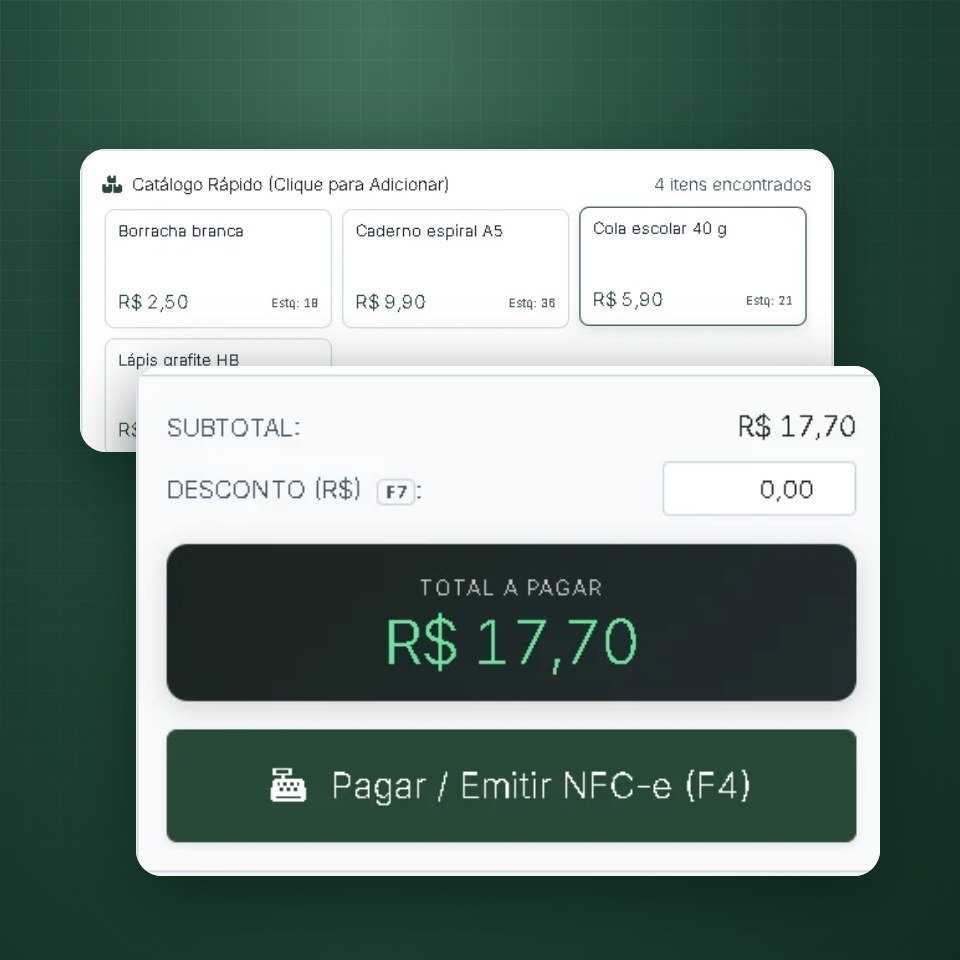 Catálogo Rápido (Clique para Adicionar)
4 itens encontrados
Borracha branca
R$ 2,50
Estq: 18
Caderno espiral A5
R$ 9,90
Estq: 36
Cola escolar 40 g
R$ 5,90
Estq: 21
Lápis grafite HB
R$
SUBTOTAL:
R$ 17,70
DESCONTO (R$) F7:
0,00
TOTAL A PAGAR
R$ 17,70
Pagar / Emitir NFC-e (F4)